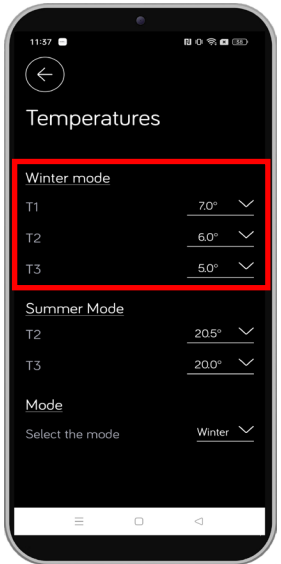 11:37
Temperatures
Winter mode
T1 7.0°
T2 6.0°
T3 5.0°
Summer Mode
T2 20.5°
T3 20.0°
Mode
Select the mode Winter